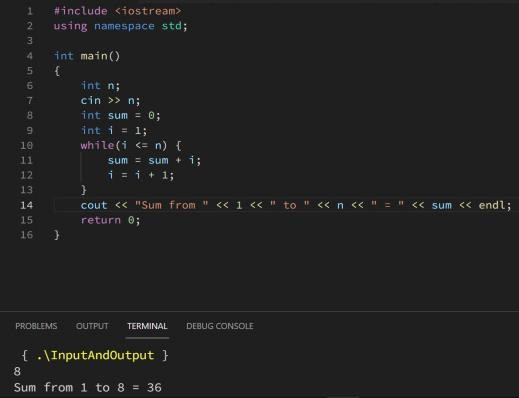 1 #include <iostream>
2 using namespace std;
3
4 int main()
5 {
6     int n;
7     cin >> n;
8     int sum = 0;
9     int i = 1;
10     while(i <= n) {
11         sum = sum + i;
12         i = i + 1;
13     }
14     cout << "Sum from " << 1 << " to " << n << " = " << sum << endl;
15     return 0;
16 }
PROBLEMS OUTPUT TERMINAL DEBUG CONSOLE
{ .\InputAndOutput }
8
Sum from 1 to 8 = 36